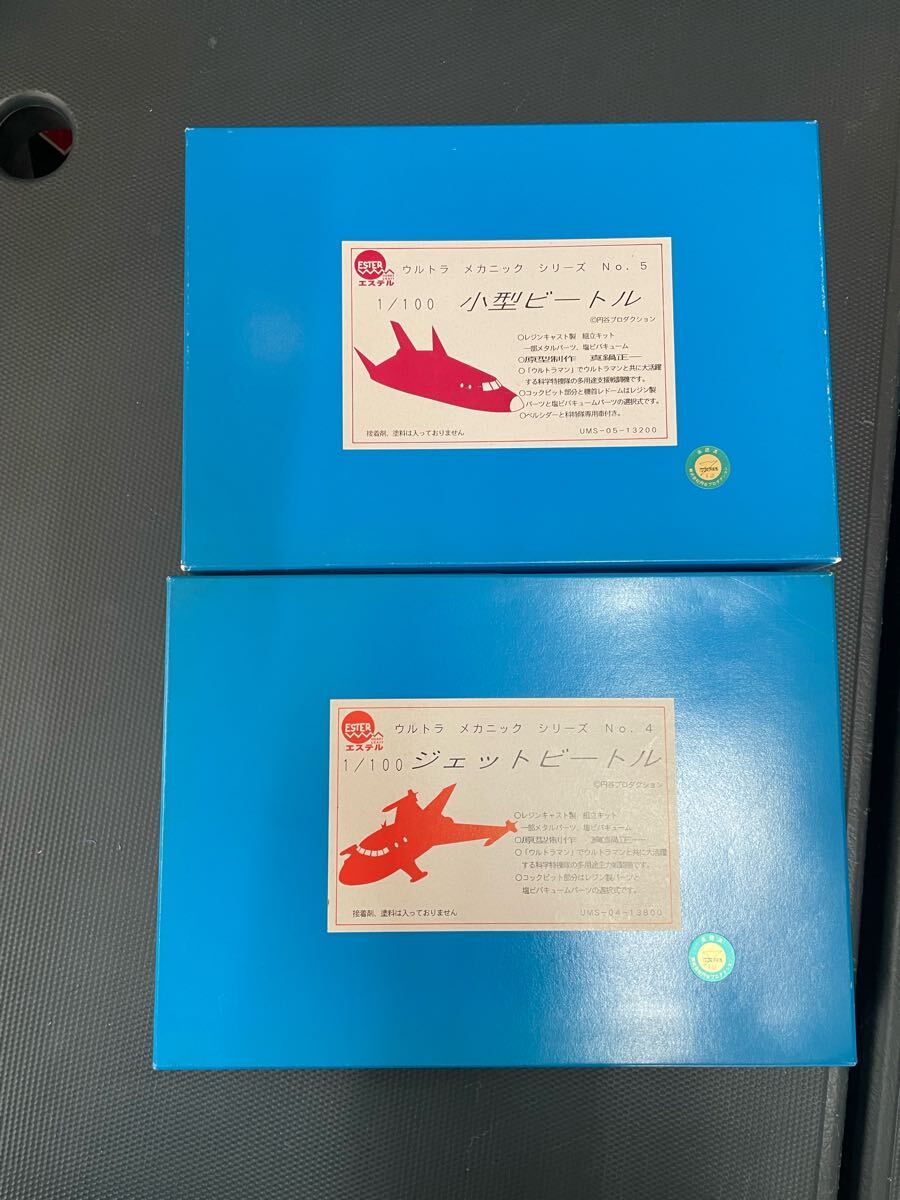 ESTER
エステル
ウルトラ メカニック シリーズ No. 5
1/100 小型ビートル
©円谷プロダクション
○レジンキャスト製 組立キット
一部メタルパーツ、塩ビバキューム
○原型制作 真鍋正一
○「ウルトラマン」でウルトラマンと共に大活躍
する科学特捜隊の多用途支援戦闘機です。
○コックピット部分と機首レドームはレジン製
パーツと塩ビバキュームパーツの選択式です。
○ベルシダーと科特隊専用車付き。
接着剤、塗料は入っておりません
UMS-05-13200
ESTER
エステル
ウルトラ メカニック シリーズ No. 4
1/100 ジェットビートル
©円谷プロダクション
○レジンキャスト製 組立キット
一部メタルパーツ、塩ビバキューム
○原型制作 真鍋正一
○「ウルトラマン」でウルトラマンと共に大活躍
する科学特捜隊の多用途主力戦闘機です。
○コックピット部分はレジン製パーツと
塩ビバキュームパーツの選択式です。
接着剤、塗料は入っておりません
UMS-04-13800